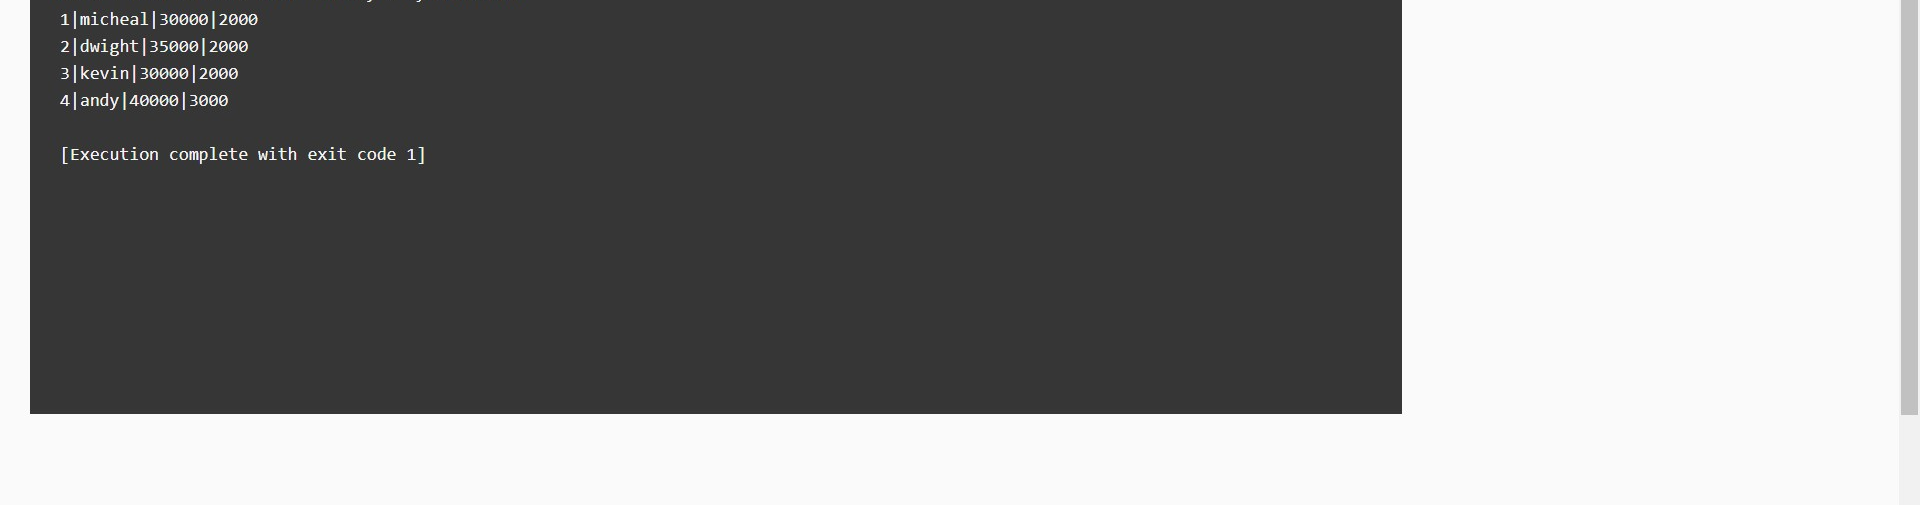 1|micheal|30000|2000
2|dwight|35000|2000
3|kevin|30000|2000
4|andy|40000|3000
[Execution complete with exit code 1]